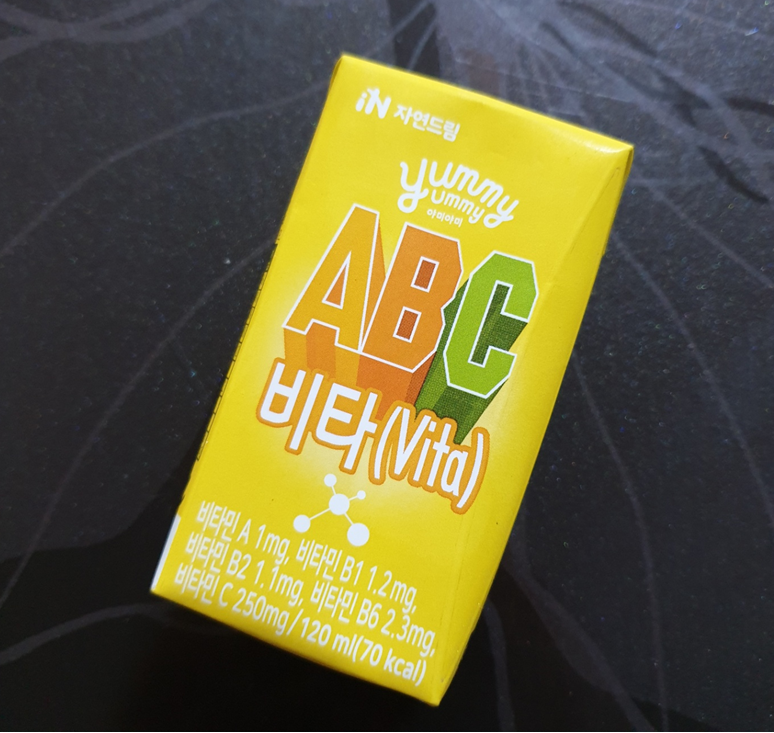 iN 자연드림
yummy
yummy
야미야미
ABC
비타(Vita)
비타민 A 1mg, 비타민 B1 1.2mg,
비타민 B2 1.1mg, 비타민 B6 2.3mg,
비타민 C 250mg/120 ml(70 kcal)